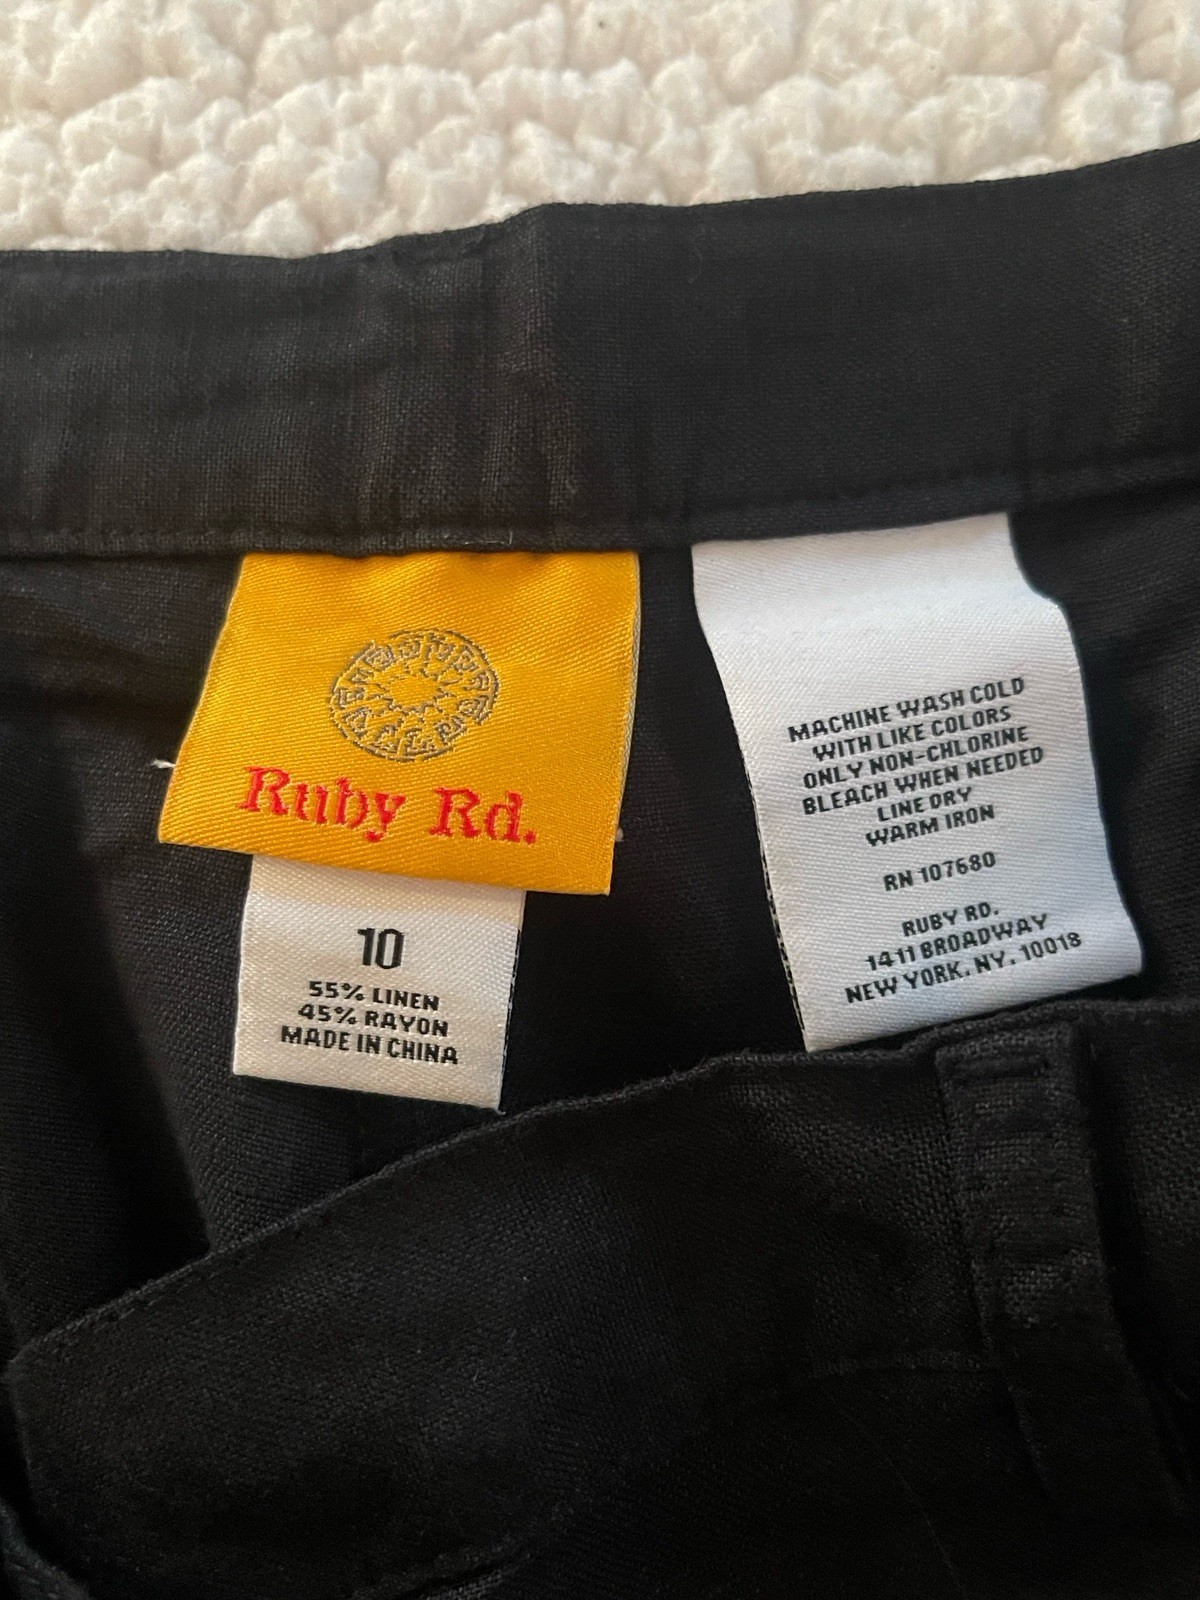 Ruby Rd.
10
55% LINEN
45% RAYON
MADE IN CHINA
MACHINE WASH COLD
WITH LIKE COLORS
ONLY NON-CHLORINE
BLEACH WHEN NEEDED
LINE DRY
WARM IRON
RN 107680
RUBY RD.
1411 BROADWAY
NEW YORK. NY. 10018